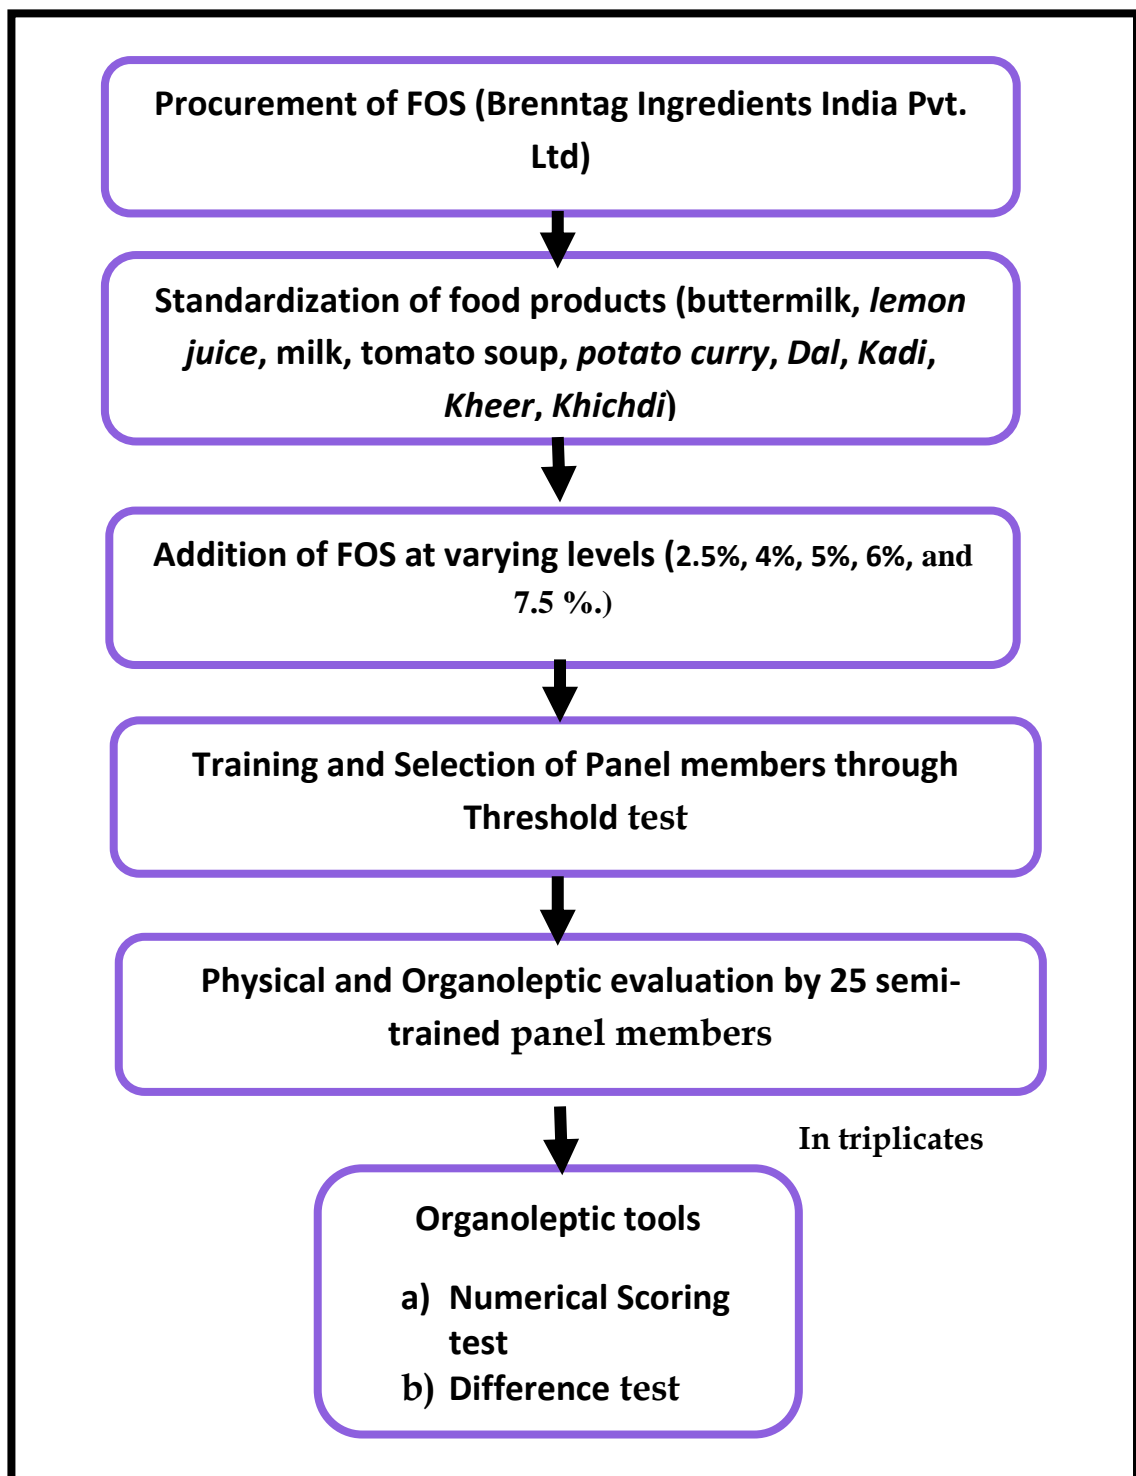 Procurement of FOS (Brenntag Ingredients India Pvt.
Ltd)
Standardization of food products (buttermilk, lemon
juice, milk, tomato soup, potato curry, Dal, Kadi,
Kheer, Khichdi)
Addition of FOS at varying levels (2.5%, 4%, 5%, 6%, and
7.5 %.)
Training and Selection of Panel members through
Threshold test
Physical and Organoleptic evaluation by 25 semi-
trained panel members
In triplicates
Organoleptic tools
a) Numerical Scoring
test
b) Difference test